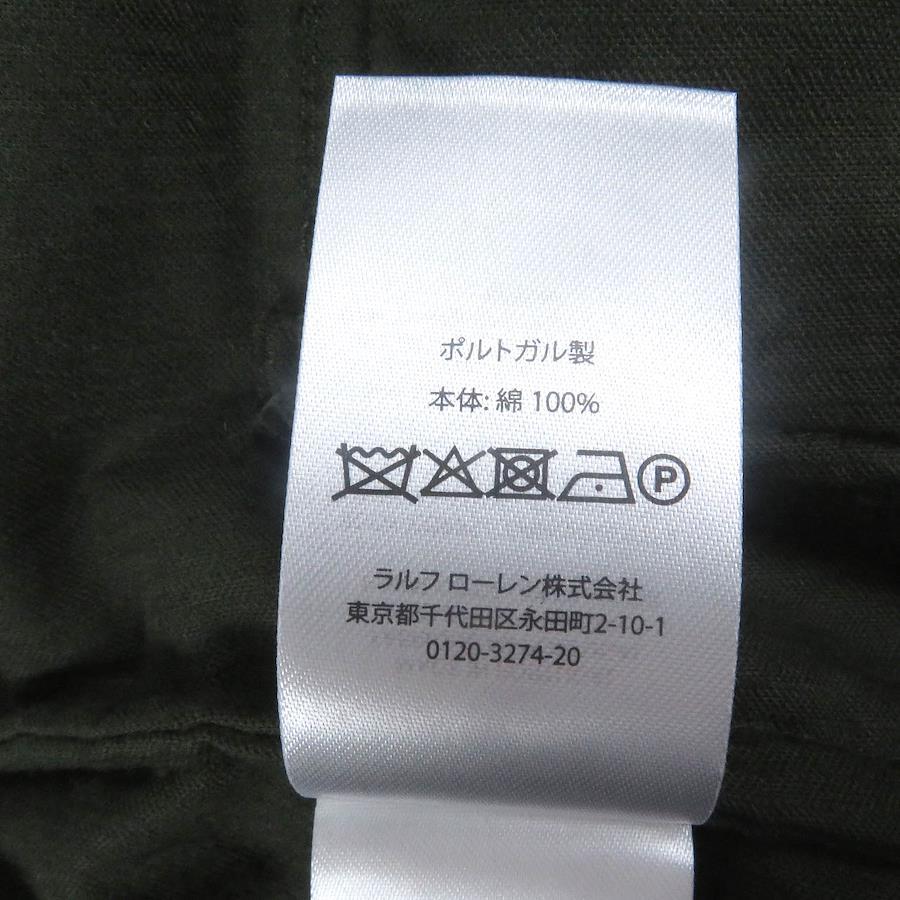 ポルトガル製
本体: 綿 100%
P
ラルフ ローレン株式会社
東京都千代田区永田町2-10-1
0120-3274-20